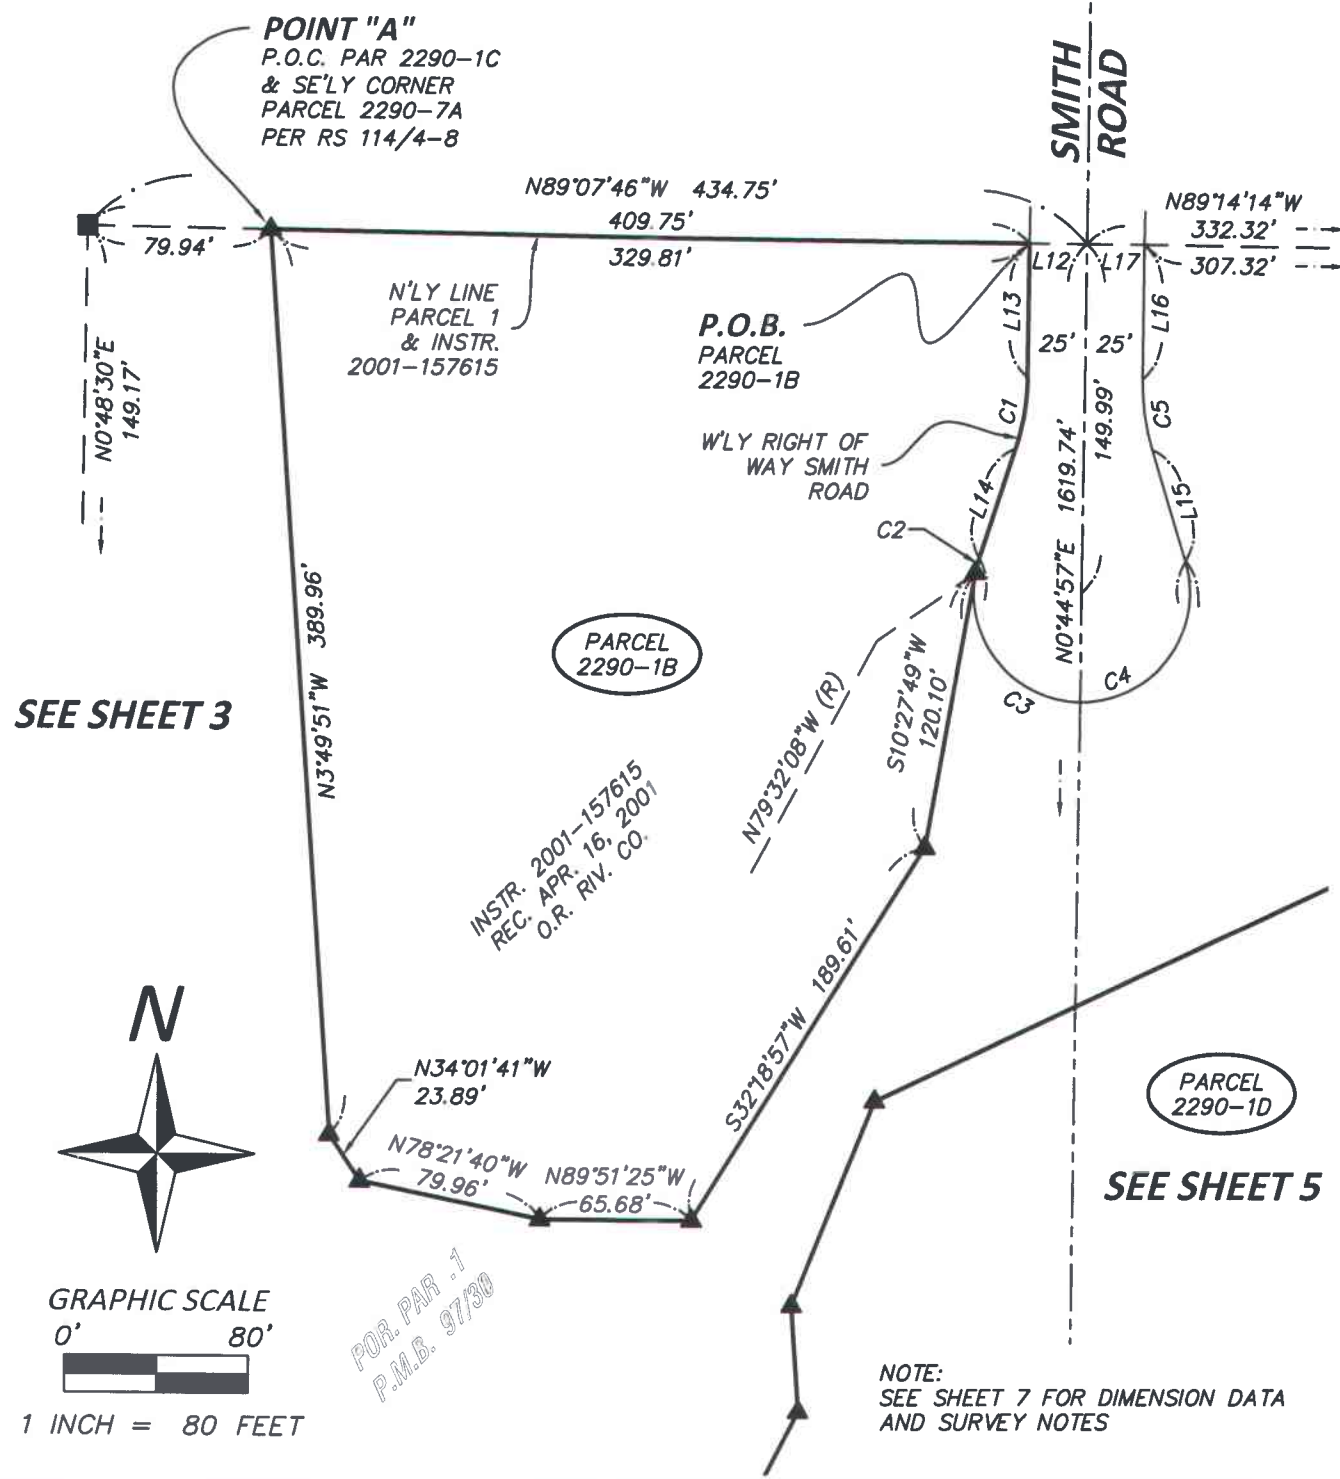 POINT "A"
P.O.C. PAR 2290-1C
& SE'LY CORNER
PARCEL 2290-7A
PER RS 114/4-8
SMITH
ROAD
N89°07'46"W 434.75'
409.75'
329.81'
79.94'
N89°14'14"W
332.32'
307.32'
L12
L17
N'LY LINE
PARCEL 1
& INSTR.
2001-157615
P.O.B.
PARCEL
2290-1B
L13
L16
25'
25'
N0°48'30"E
149.17'
C1
C5
W'LY RIGHT OF
WAY SMITH
ROAD
N0°44'57"E 1619.74'
149.99'
L14
L15
C2
N3°49'51"W 389.96'
PARCEL
2290-1B
S10°27'49"W
120.10'
N79°32'08"W (R)
C3
C4
SEE SHEET 3
INSTR. 2001-157615
REC. APR. 16, 2001
O.R. RIV. CO.
S32°18'57"W 189.61'
N
N34°01'41"W
23.89'
N78°21'40"W
79.96'
N89°51'25"W
65.68'
PARCEL
2290-1D
SEE SHEET 5
POR. PAR .1
P.M.B. 97/30
GRAPHIC SCALE
0' 80'
1 INCH = 80 FEET
NOTE:
SEE SHEET 7 FOR DIMENSION DATA
AND SURVEY NOTES